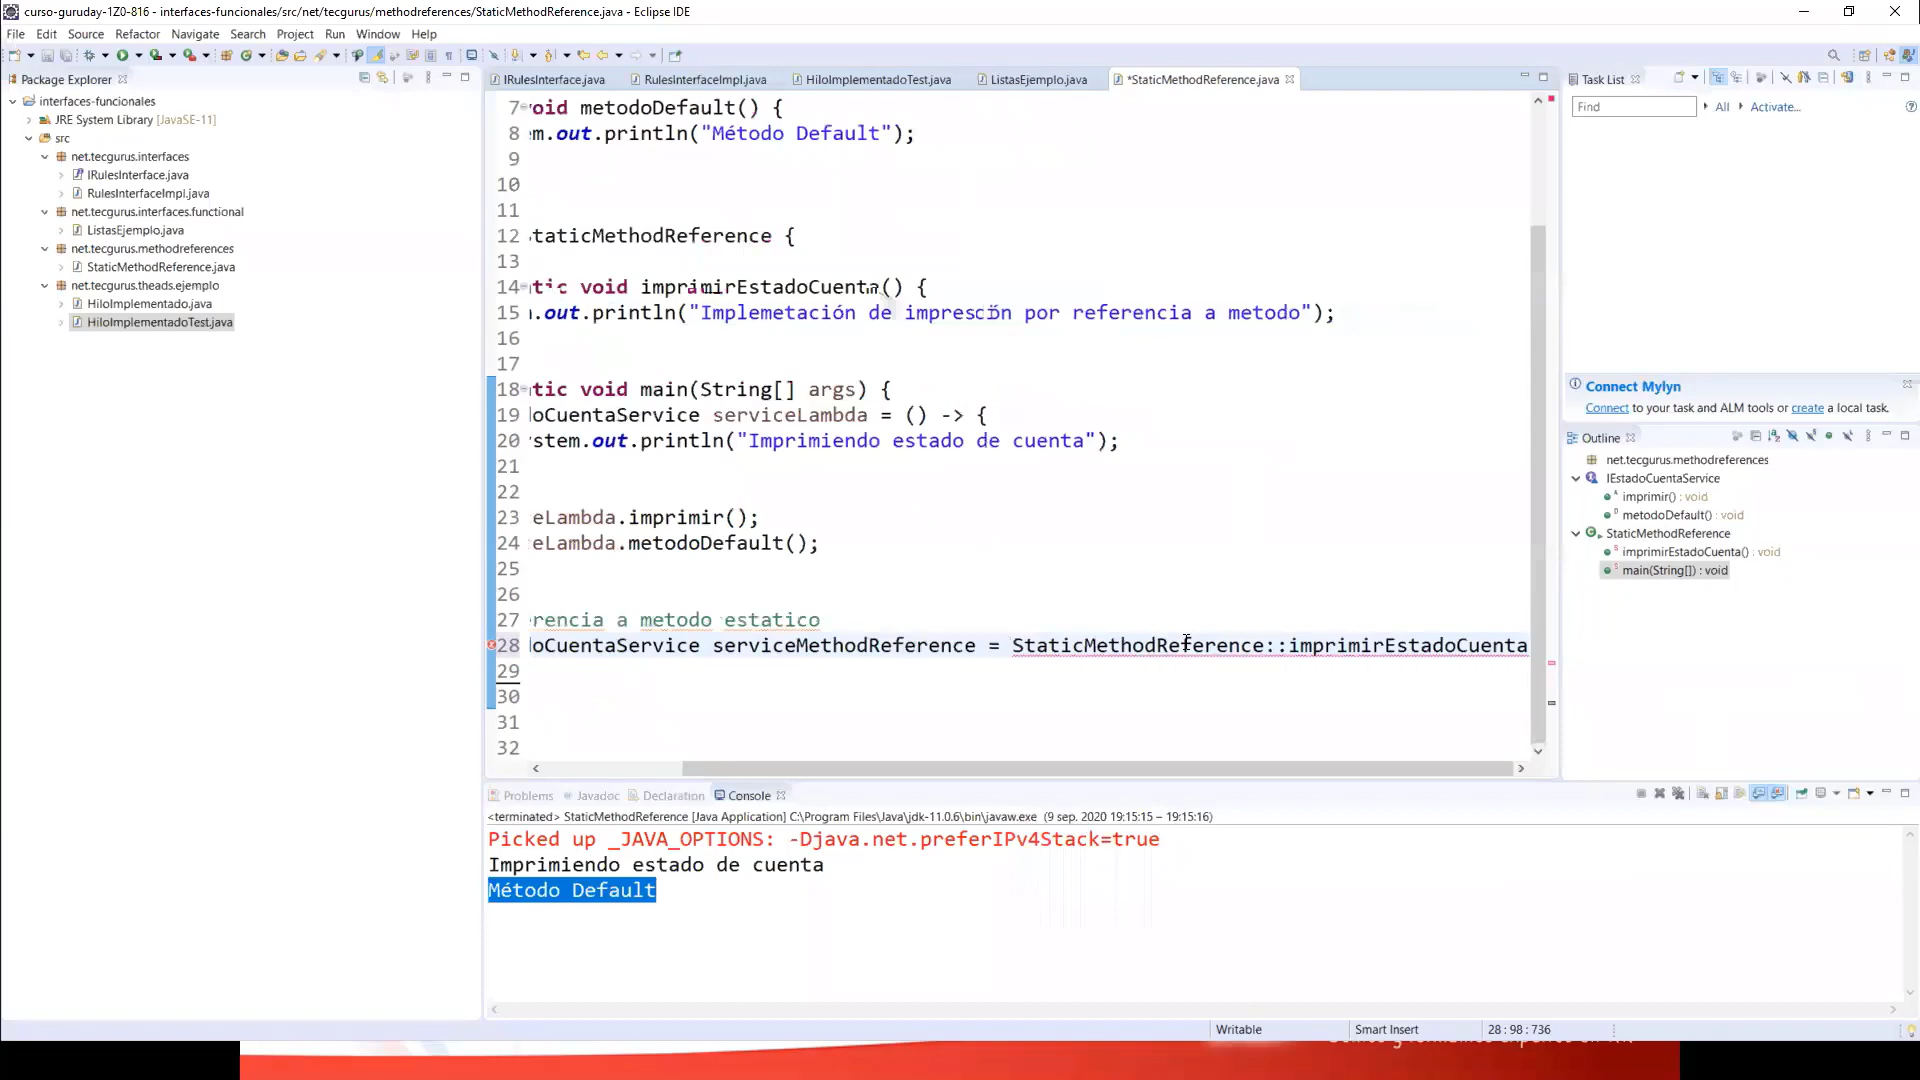 curso-guruday-1Z0-816 - interfaces-funcionales/src/net/tecgurus/methodreferences/StaticMethodReference.java - Eclipse IDE
File Edit Source Refactor Navigate Search Project Run Window Help
Package Explorer
interfaces-funcionales
JRE System Library [JavaSE-11]
src
net.tecgurus.interfaces
IRulesInterface.java
RulesInterfaceImpl.java
net.tecgurus.interfaces.functional
ListasEjemplo.java
net.tecgurus.methodreferences
StaticMethodReference.java
net.tecgurus.theads.ejemplo
HiloImplementado.java
HiloImplementadoTest.java
IRulesInterface.java RulesInterfaceImpl.java HiloImplementadoTest.java ListasEjemplo.java *StaticMethodReference.java
7 void metodoDefault() {
8 m.out.println("Método Default");
9
10
11
12 StaticMethodReference {
13
14 tic void imprimirEstadoCuenta() {
15 .out.println("Implemetación de impresción por referencia a metodo");
16
17
18 tic void main(String[] args) {
19 oCuentaService serviceLambda = () -> {
20 stem.out.println("Imprimiendo estado de cuenta");
21
22
23 eLambda.imprimir();
24 eLambda.metodoDefault();
25
26
27 erencia a metodo estatico
28 doCuentaService serviceMethodReference = StaticMethodReference::imprimirEstadoCuenta
29
30
31
32
Task List
Find All Activate...
Connect Mylyn
Connect to your task and ALM tools or create a local task.
Outline
net.tecgurus.methodreferences
IEstadoCuentaService
imprimir() : void
metodoDefault() : void
StaticMethodReference
imprimirEstadoCuenta() : void
main(String[]) : void
Problems Javadoc Declaration Console
<terminated> StaticMethodReference [Java Application] C:\Program Files\Java\jdk-11.0.6\bin\javaw.exe (9 sep. 2020 19:15:15 – 19:15:16)
Picked up _JAVA_OPTIONS: -Djava.net.preferIPv4Stack=true
Imprimiendo estado de cuenta
Método Default
Writable Smart Insert 28 : 98 : 736